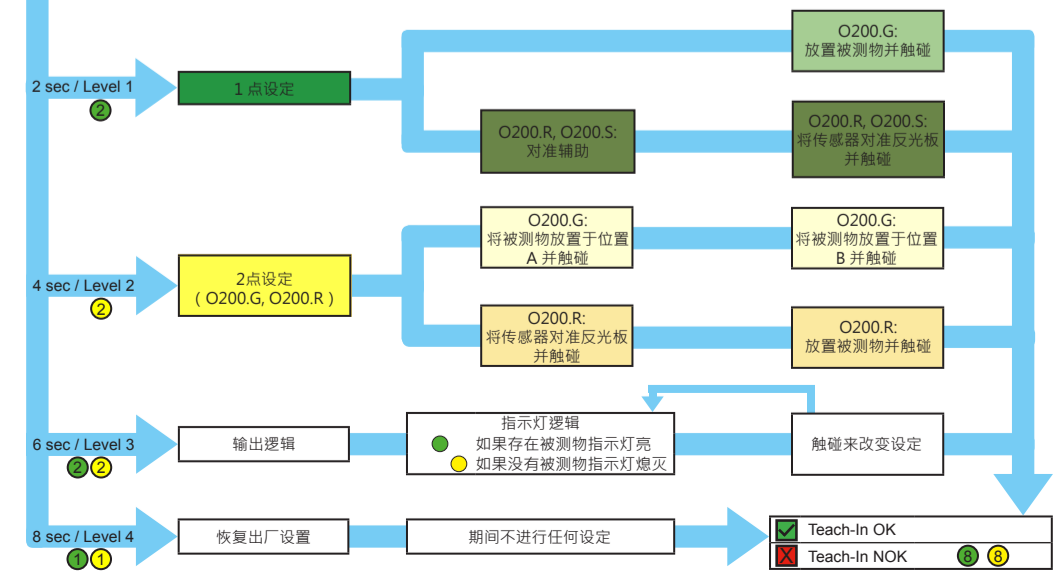 O200.G:
放置被测物并触碰
2 sec / Level 1
2
1 点设定
O200.R, O200.S:
对准辅助
O200.R, O200.S:
将传感器对准反光板
并触碰
O200.G:
将被测物放置于位置
A 并触碰
O200.G:
将被测物放置于位置
B 并触碰
4 sec / Level 2
2
2点设定
( O200.G, O200.R )
O200.R:
将传感器对准反光板
并触碰
O200.R:
放置被测物并触碰
6 sec / Level 3
2 2
输出逻辑
指示灯逻辑
如果存在被测物指示灯亮
如果没有被测物指示灯熄灭
触碰来改变设定
8 sec / Level 4
1 1
恢复出厂设置
期间不进行任何设定
Teach-In OK
Teach-In NOK 8 8